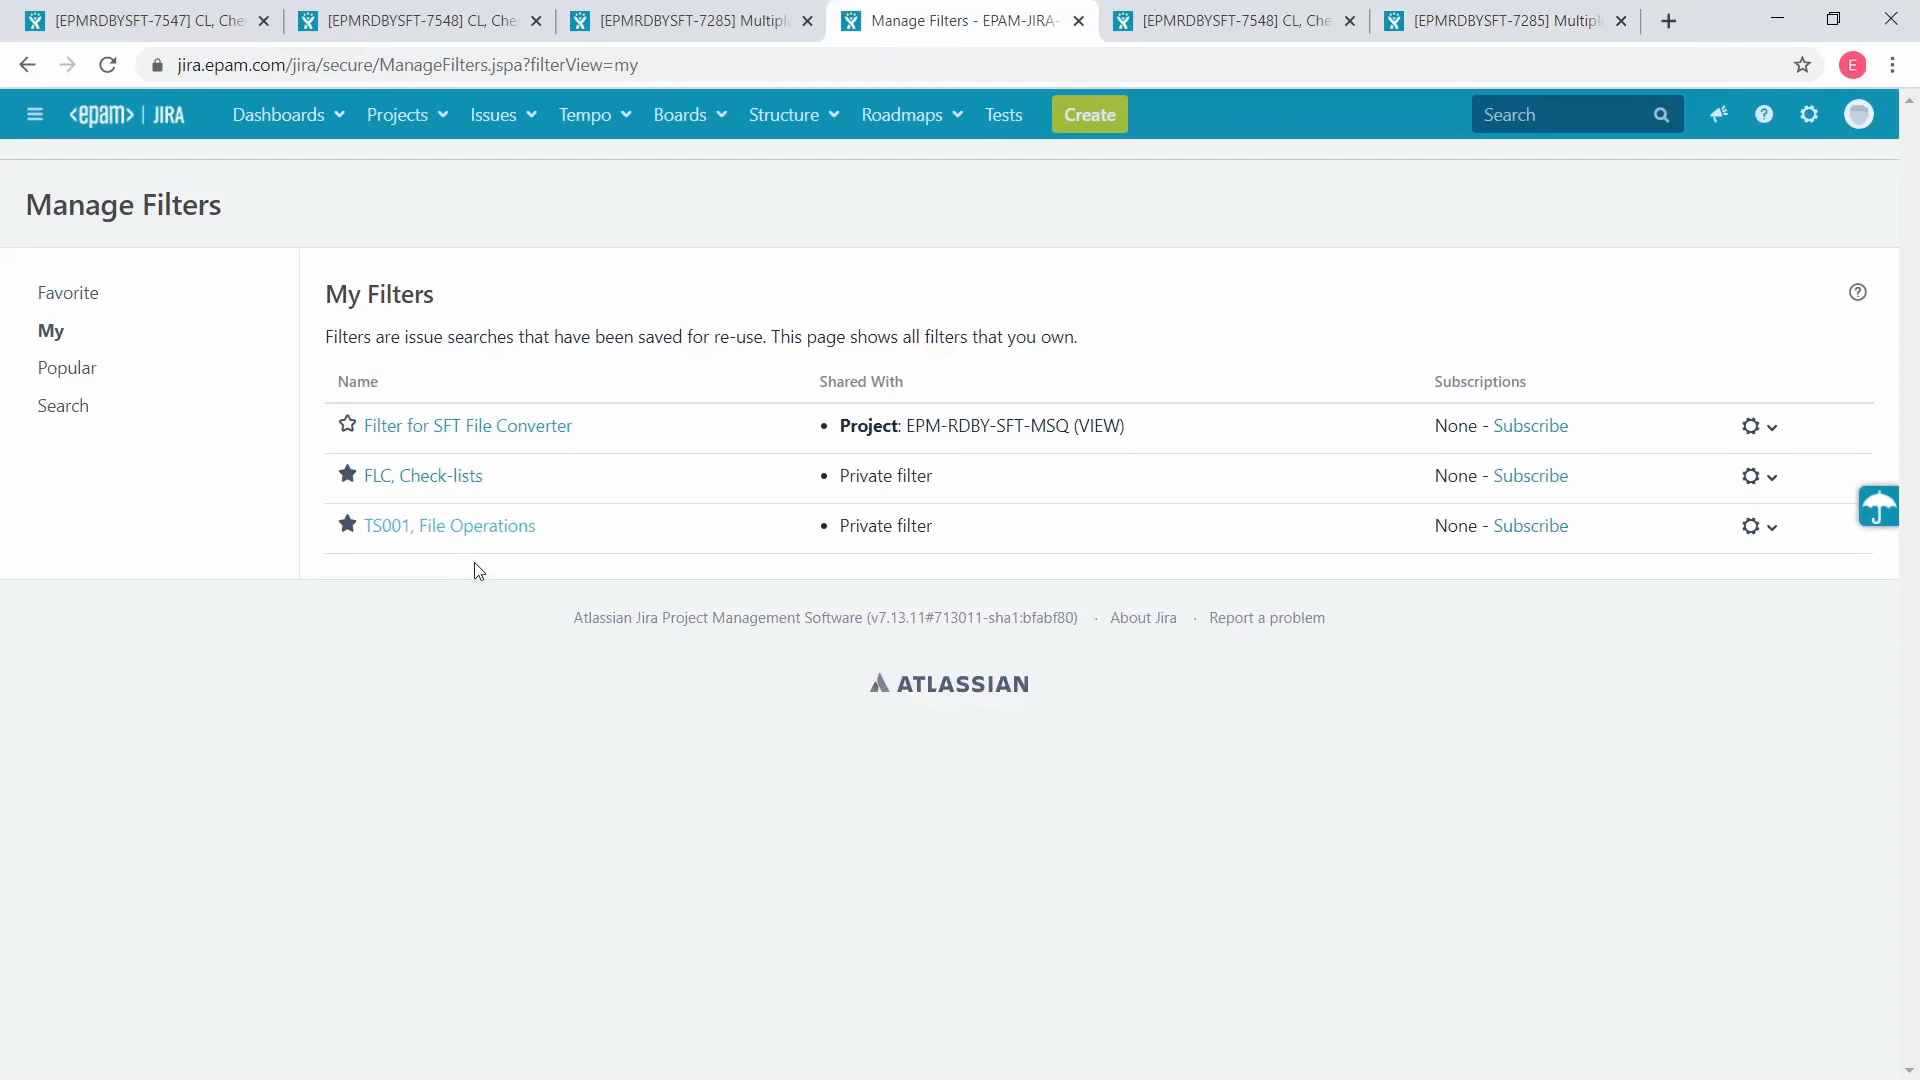 [EPMRDBYSFT-7547] CL, Che
[EPMRDBYSFT-7548] CL, Che
[EPMRDBYSFT-7285] Multipl
Manage Filters - EPAM-JIRA-
[EPMRDBYSFT-7548] CL, Che
[EPMRDBYSFT-7285] Multipl
jira.epam.com/jira/secure/ManageFilters.jspa?filterView=my
E
<epam> | JIRA
Dashboards
Projects
Issues
Tempo
Boards
Structure
Roadmaps
Tests
Create
Search
Manage Filters
Favorite
My
Popular
Search
My Filters
Filters are issue searches that have been saved for re-use. This page shows all filters that you own.
Name Shared With Subscriptions
Filter for SFT File Converter • Project: EPM-RDBY-SFT-MSQ (VIEW) None - Subscribe
FLC, Check-lists • Private filter None - Subscribe
TS001, File Operations • Private filter None - Subscribe
Atlassian Jira Project Management Software (v7.13.11#713011-sha1:bfabf80) · About Jira · Report a problem
ATLASSIAN